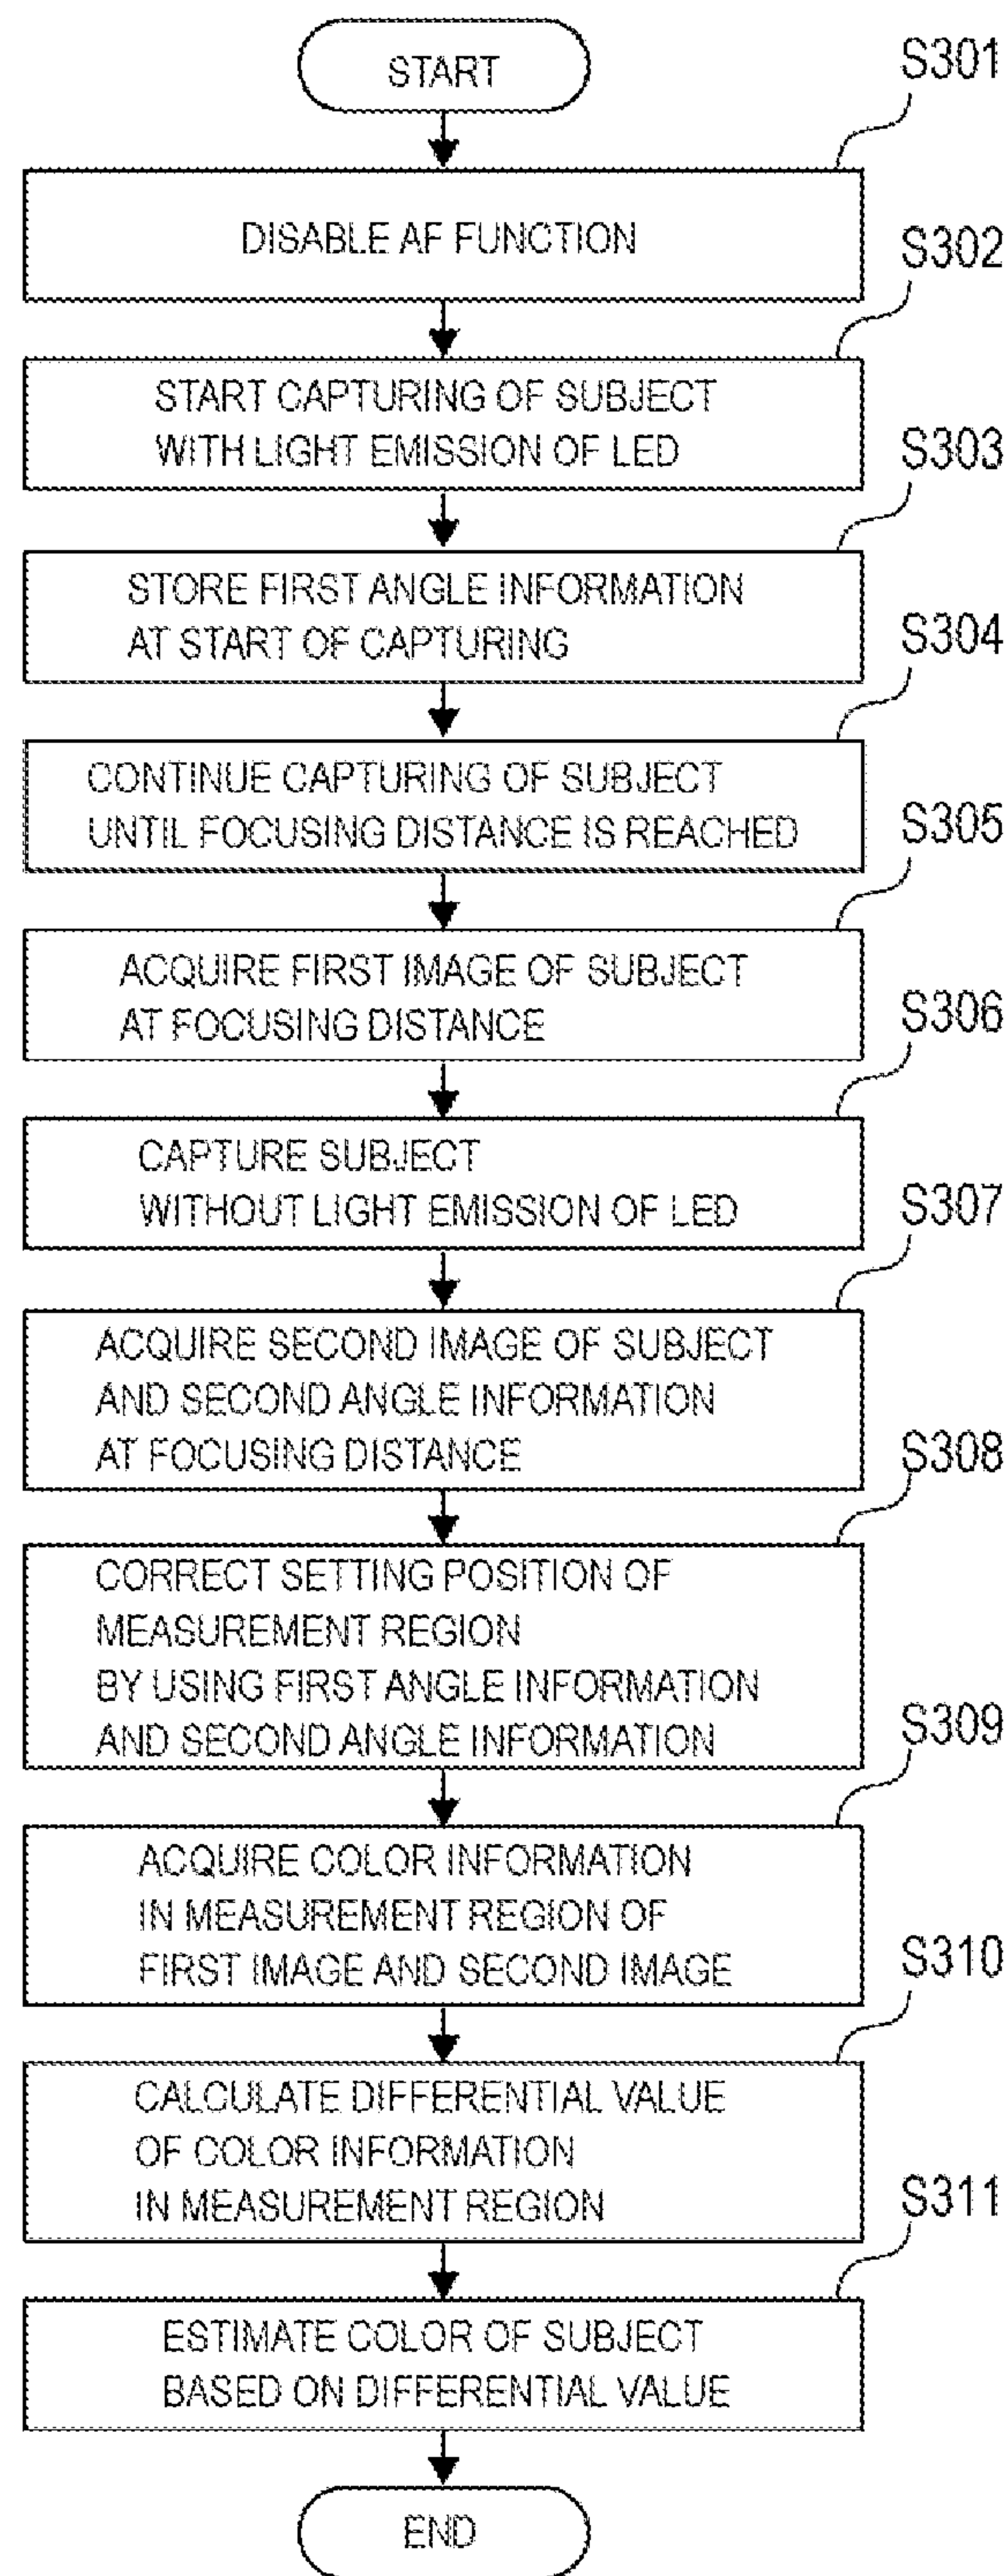 START
S301
DISABLE AF FUNCTION
S302
START CAPTURING OF SUBJECT
WITH LIGHT EMISSION OF LED
S303
STORE FIRST ANGLE INFORMATION
AT START OF CAPTURING
S304
CONTINUE CAPTURING OF SUBJECT
UNTIL FOCUSING DISTANCE IS REACHED
S305
ACQUIRE FIRST IMAGE OF SUBJECT
AT FOCUSING DISTANCE
S306
CAPTURE SUBJECT
WITHOUT LIGHT EMISSION OF LED
S307
ACQUIRE SECOND IMAGE OF SUBJECT
AND SECOND ANGLE INFORMATION
AT FOCUSING DISTANCE
S308
CORRECT SETTING POSITION OF
MEASUREMENT REGION
BY USING FIRST ANGLE INFORMATION
AND SECOND ANGLE INFORMATION
S309
ACQUIRE COLOR INFORMATION
IN MEASUREMENT REGION OF
FIRST IMAGE AND SECOND IMAGE
S310
CALCULATE DIFFERENTIAL VALUE
OF COLOR INFORMATION
IN MEASUREMENT REGION
S311
ESTIMATE COLOR OF SUBJECT
BASED ON DIFFERENTIAL VALUE
END